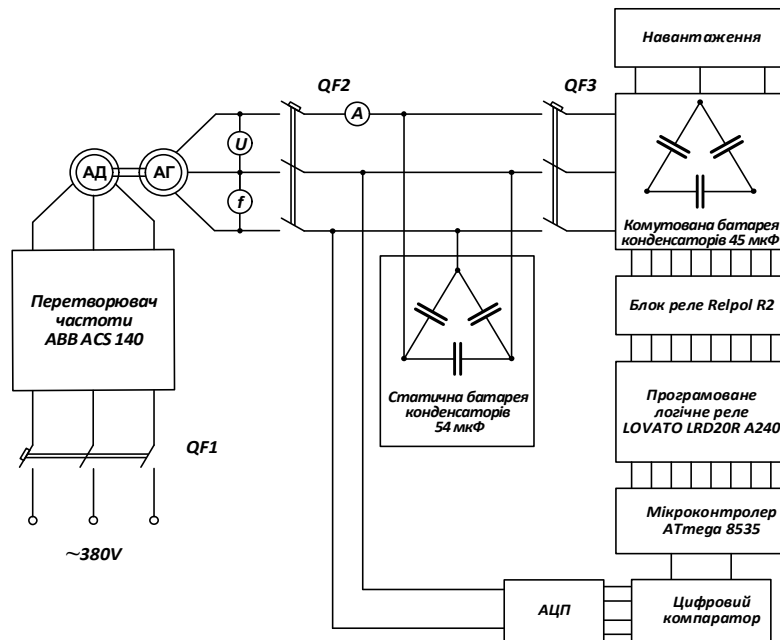 Навантаження
QF2
QF3
A
U
АД
АГ
f
Комутована батарея
конденсаторів 45 мкФ
Перетворювач
частоти
ABB ACS 140
Блок реле Relpol R2
Статична батарея
конденсаторів
54 мкФ
Програмоване
логічне реле
LOVATO LRD20R A240
QF1
Мікроконтролер
ATmega 8535
~380V
АЦП
Цифровий
компаратор